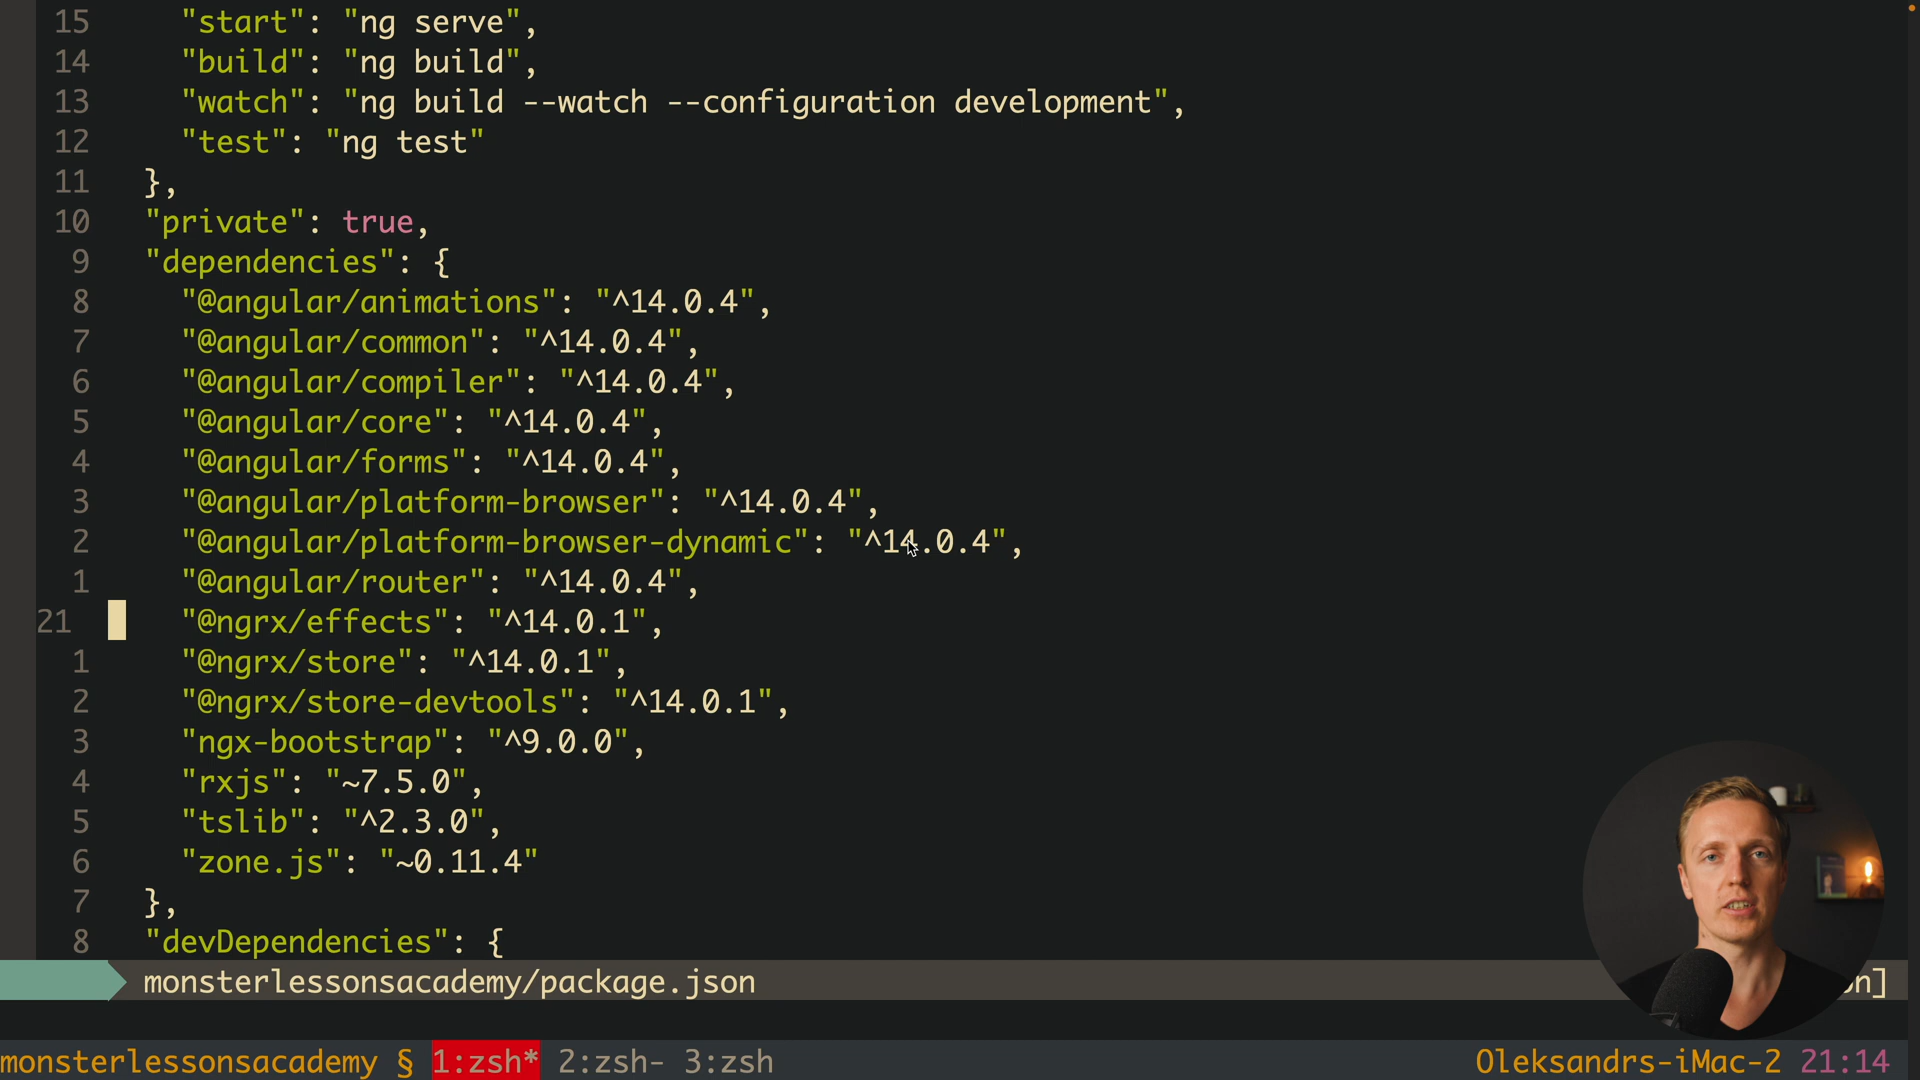 15 "start": "ng serve",
14 "build": "ng build",
13 "watch": "ng build --watch --configuration development",
12 "test": "ng test"
11 },
10 "private": true,
9 "dependencies": {
8 "@angular/animations": "^14.0.4",
7 "@angular/common": "^14.0.4",
6 "@angular/compiler": "^14.0.4",
5 "@angular/core": "^14.0.4",
4 "@angular/forms": "^14.0.4",
3 "@angular/platform-browser": "^14.0.4",
2 "@angular/platform-browser-dynamic": "^14.0.4",
1 "@angular/router": "^14.0.4",
21 "@ngrx/effects": "^14.0.1",
1 "@ngrx/store": "^14.0.1",
2 "@ngrx/store-devtools": "^14.0.1",
3 "ngx-bootstrap": "^9.0.0",
4 "rxjs": "~7.5.0",
5 "tslib": "^2.3.0",
6 "zone.js": "~0.11.4"
7 },
8 "devDependencies": {
monsterlessonsacademy/package.json on]
monsterlessonsacademy § 1:zsh* 2:zsh- 3:zsh Oleksandrs-iMac-2 21:14